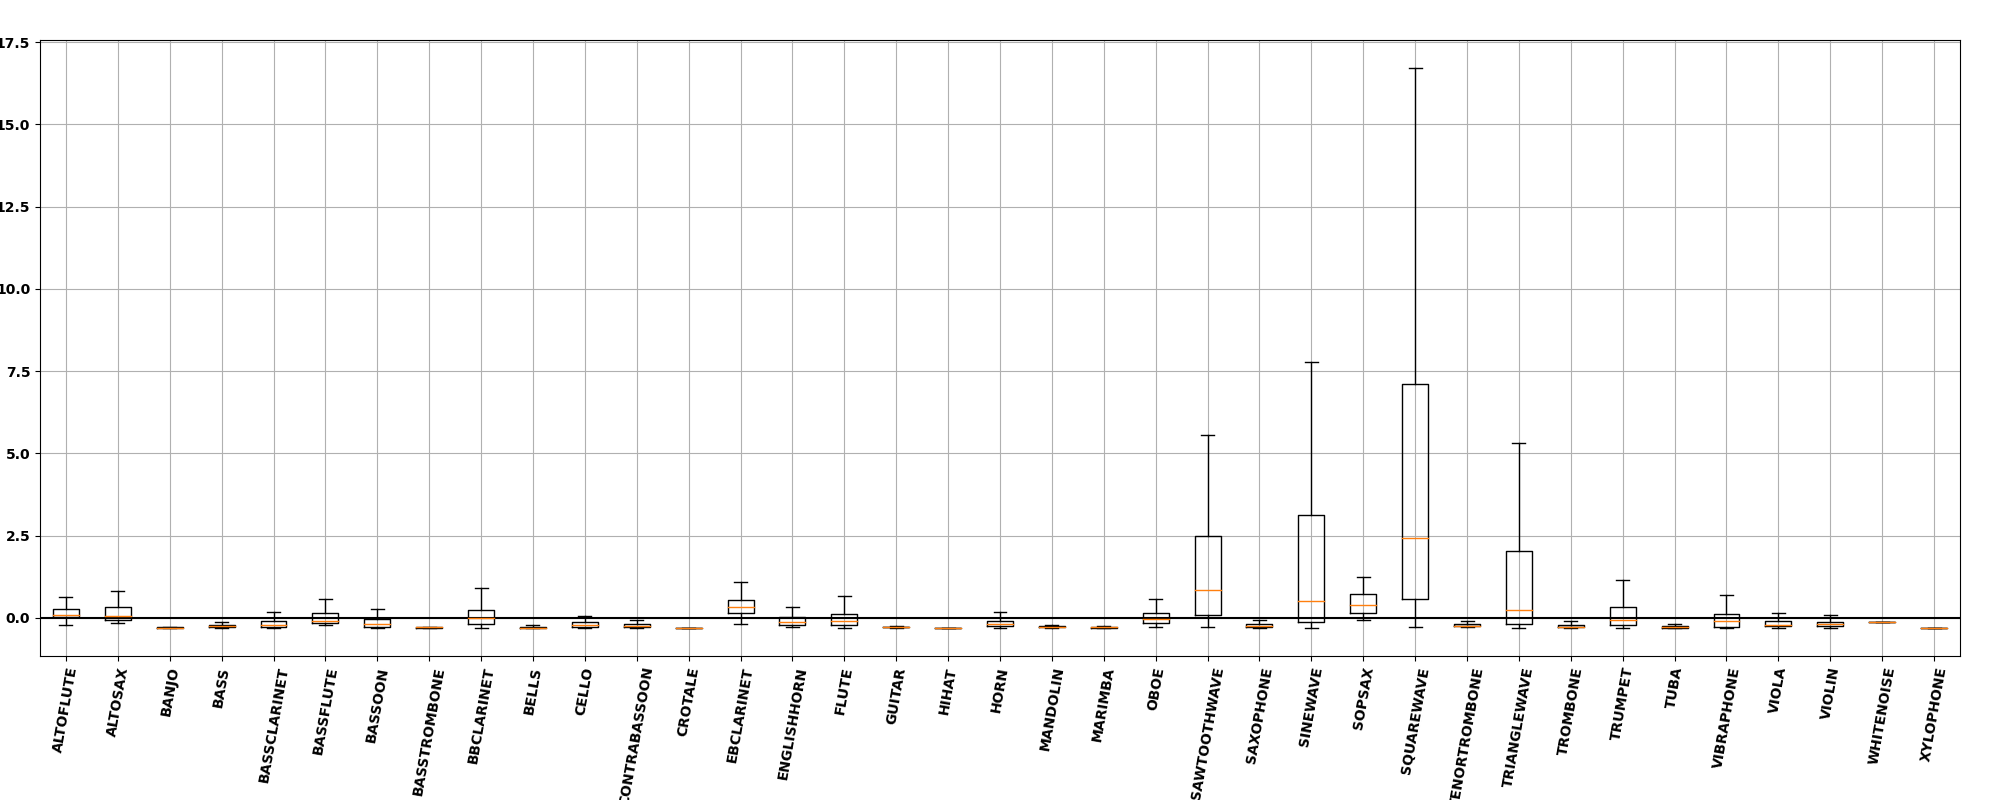 17.5
15.0
12.5
10.0
7.5
5.0
2.5
0.0
ALTOFLUTE
ALTOSAX
BANJO
BASS
BASSCLARINET
BASSFLUTE
BASSOON
BASSTROMBONE
BBCLARINET
BELLS
CELLO
CONTRABASSOON
CROTALE
EBCLARINET
ENGLISHHORN
FLUTE
GUITAR
HIHAT
HORN
MANDOLIN
MARIMBA
OBOE
SAWTOOTHWAVE
SAXOPHONE
SINEWAVE
SOPSAX
SQUAREWAVE
TENORTROMBONE
TRIANGLEWAVE
TROMBONE
TRUMPET
TUBA
VIBRAPHONE
VIOLA
VIOLIN
WHITENOISE
XYLOPHONE